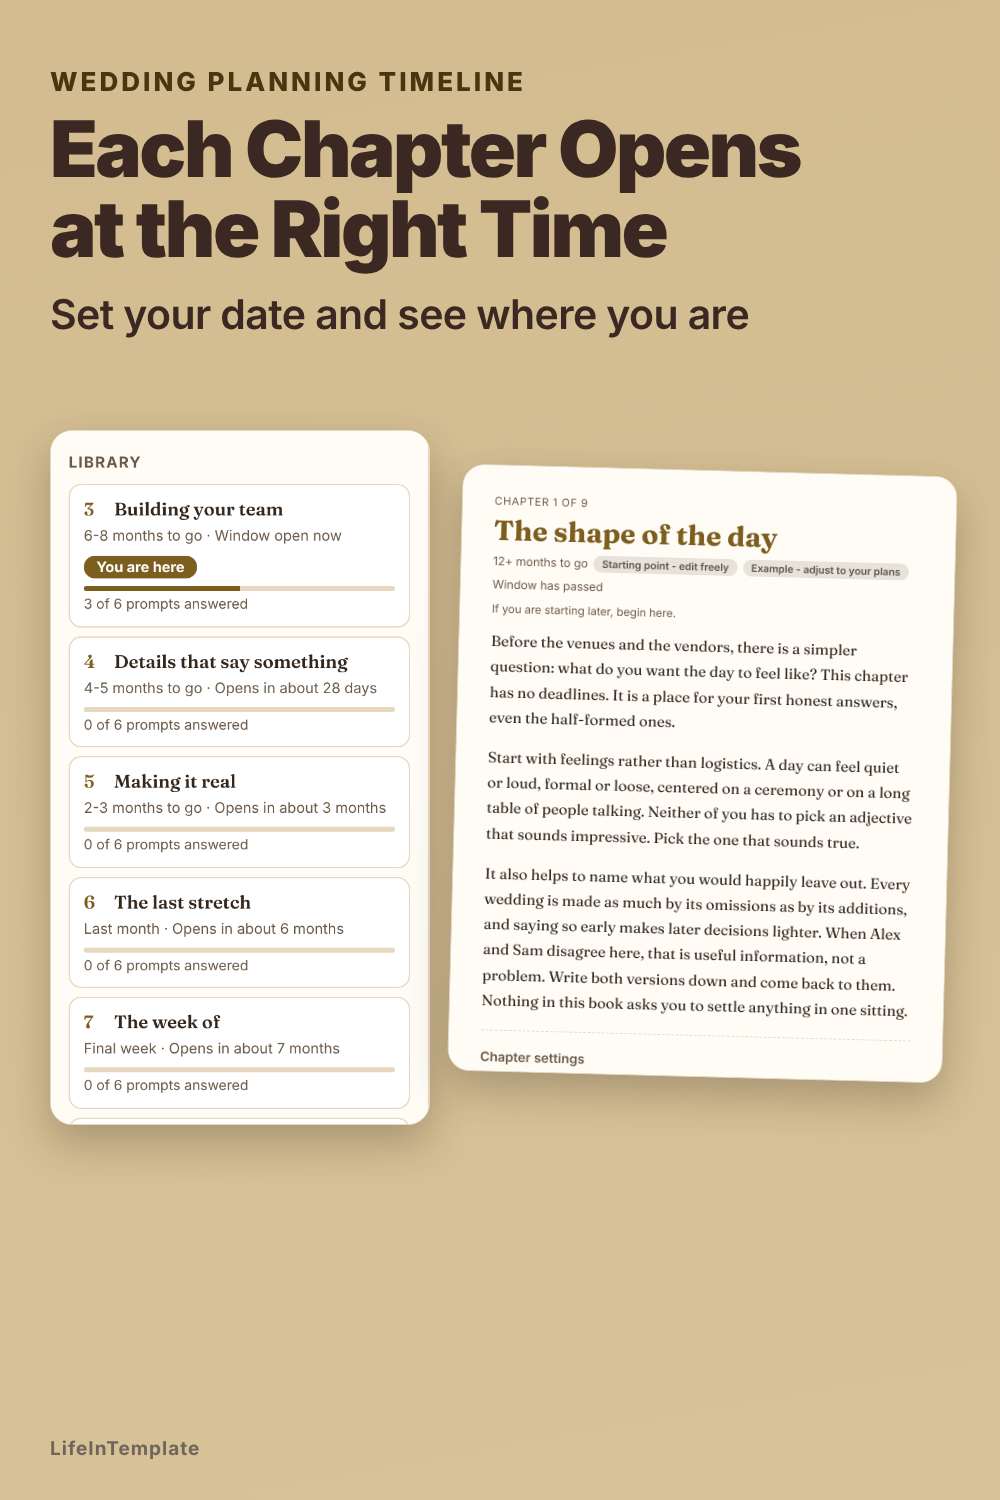 WEDDING PLANNING TIMELINE
Each Chapter Opens
at the Right Time
Set your date and see where you are
LIBRARY
3 Building your team
6-8 months to go · Window open now
You are here
3 of 6 prompts answered
4 Details that say something
4-5 months to go · Opens in about 28 days
0 of 6 prompts answered
5 Making it real
2-3 months to go · Opens in about 3 months
0 of 6 prompts answered
6 The last stretch
Last month · Opens in about 6 months
0 of 6 prompts answered
7 The week of
Final week · Opens in about 7 months
0 of 6 prompts answered
CHAPTER 1 OF 9
The shape of the day
12+ months to go Starting point - edit freely Example - adjust to your plans
Window has passed
If you are starting later, begin here.
Before the venues and the vendors, there is a simpler
question: what do you want the day to feel like? This chapter
has no deadlines. It is a place for your first honest answers,
even the half-formed ones.
Start with feelings rather than logistics. A day can feel quiet
or loud, formal or loose, centered on a ceremony or on a long
table of people talking. Neither of you has to pick an adjective
that sounds impressive. Pick the one that sounds true.
It also helps to name what you would happily leave out. Every
wedding is made as much by its omissions as by its additions,
and saying so early makes later decisions lighter. When Alex
and Sam disagree here, that is useful information, not a
problem. Write both versions down and come back to them.
Nothing in this book asks you to settle anything in one sitting.
Chapter settings
LifeInTemplate